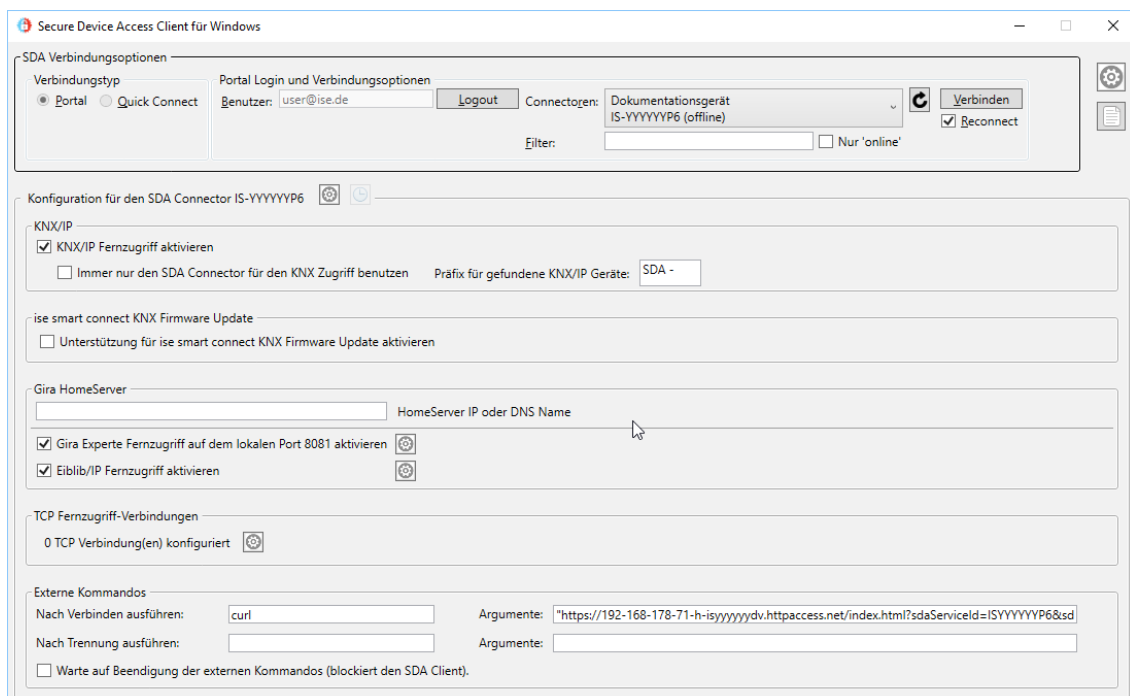 Secure Device Access Client für Windows
SDA Verbindungsoptionen
Verbindungstyp
Portal Quick Connect
Portal Login und Verbindungsoptionen
Benutzer: user@ise.de Logout Connectoren: Dokumentationsgerät
IS-YYYYYYP6 (offline)
Verbinden
Reconnect
Filter: Nur 'online'
Konfiguration für den SDA Connector IS-YYYYYYP6
KNX/IP
KNX/IP Fernzugriff aktivieren
Immer nur den SDA Connector für den KNX Zugriff benutzen Präfix für gefundene KNX/IP Geräte: SDA -
ise smart connect KNX Firmware Update
Unterstützung für ise smart connect KNX Firmware Update aktivieren
Gira HomeServer
HomeServer IP oder DNS Name
Gira Experte Fernzugriff auf dem lokalen Port 8081 aktivieren
Eiblib/IP Fernzugriff aktivieren
TCP Fernzugriff-Verbindungen
0 TCP Verbindung(en) konfiguriert
Externe Kommandos
Nach Verbinden ausführen: curl Argumente: "https://192-168-178-71-h-isyyyyyydv.httpaccess.net/index.html?sdaServiceId=ISYYYYYYP6&sd
Nach Trennung ausführen: Argumente:
Warte auf Beendigung der externen Kommandos (blockiert den SDA Client).